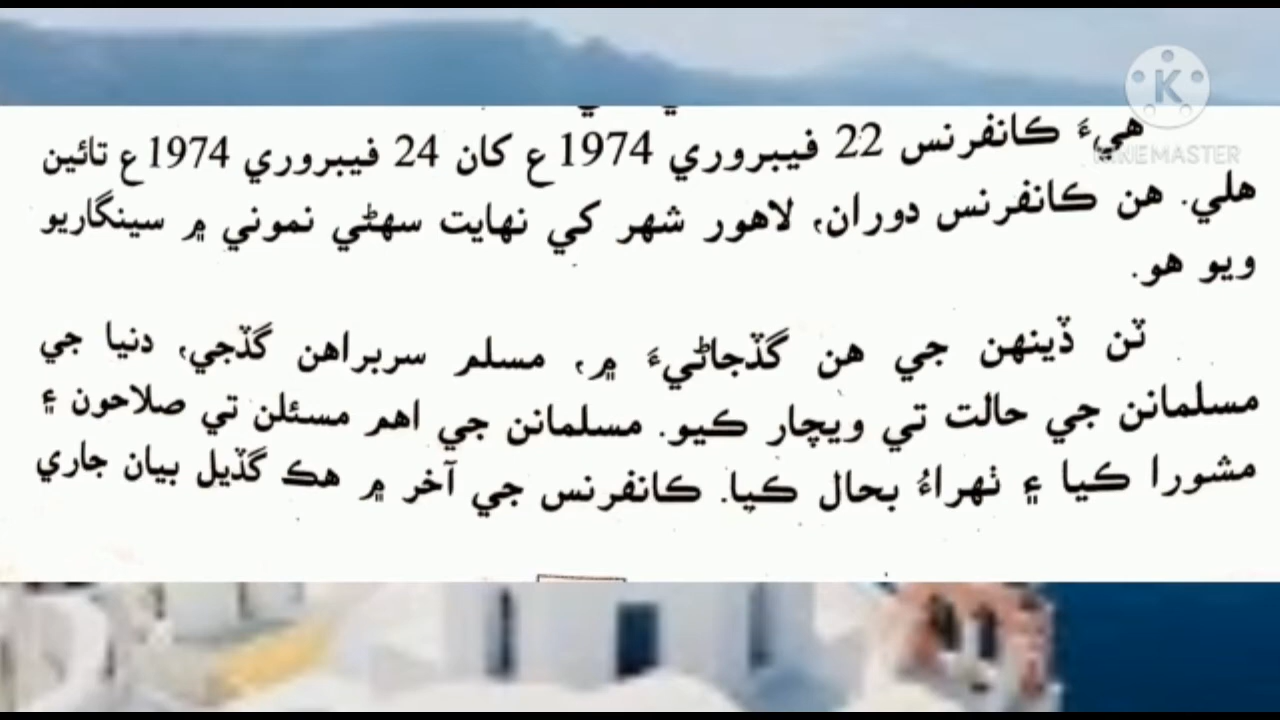 KINEMASTER
هيءَ ڪانفرنس 22 فيبروري 1974ع کان 24 فيبروري 1974ع تائين
هلي. هن ڪانفرنس دوران، لاهور شهر کي نهايت سهڻي نموني ۾ سينگاريو
ويو هو.
ٽن ڏينهن جي هن گڏجاڻيءَ ۾، مسلم سربراهن گڏجي، دنيا جي
مسلمانن جي حالت تي ويچار ڪيو. مسلمانن جي اهم مسئلن تي صلاحون ۽
مشورا ڪيا ۽ ٺهراءُ بحال ڪيا. ڪانفرنس جي آخر ۾ هڪ گڏيل بيان جاري